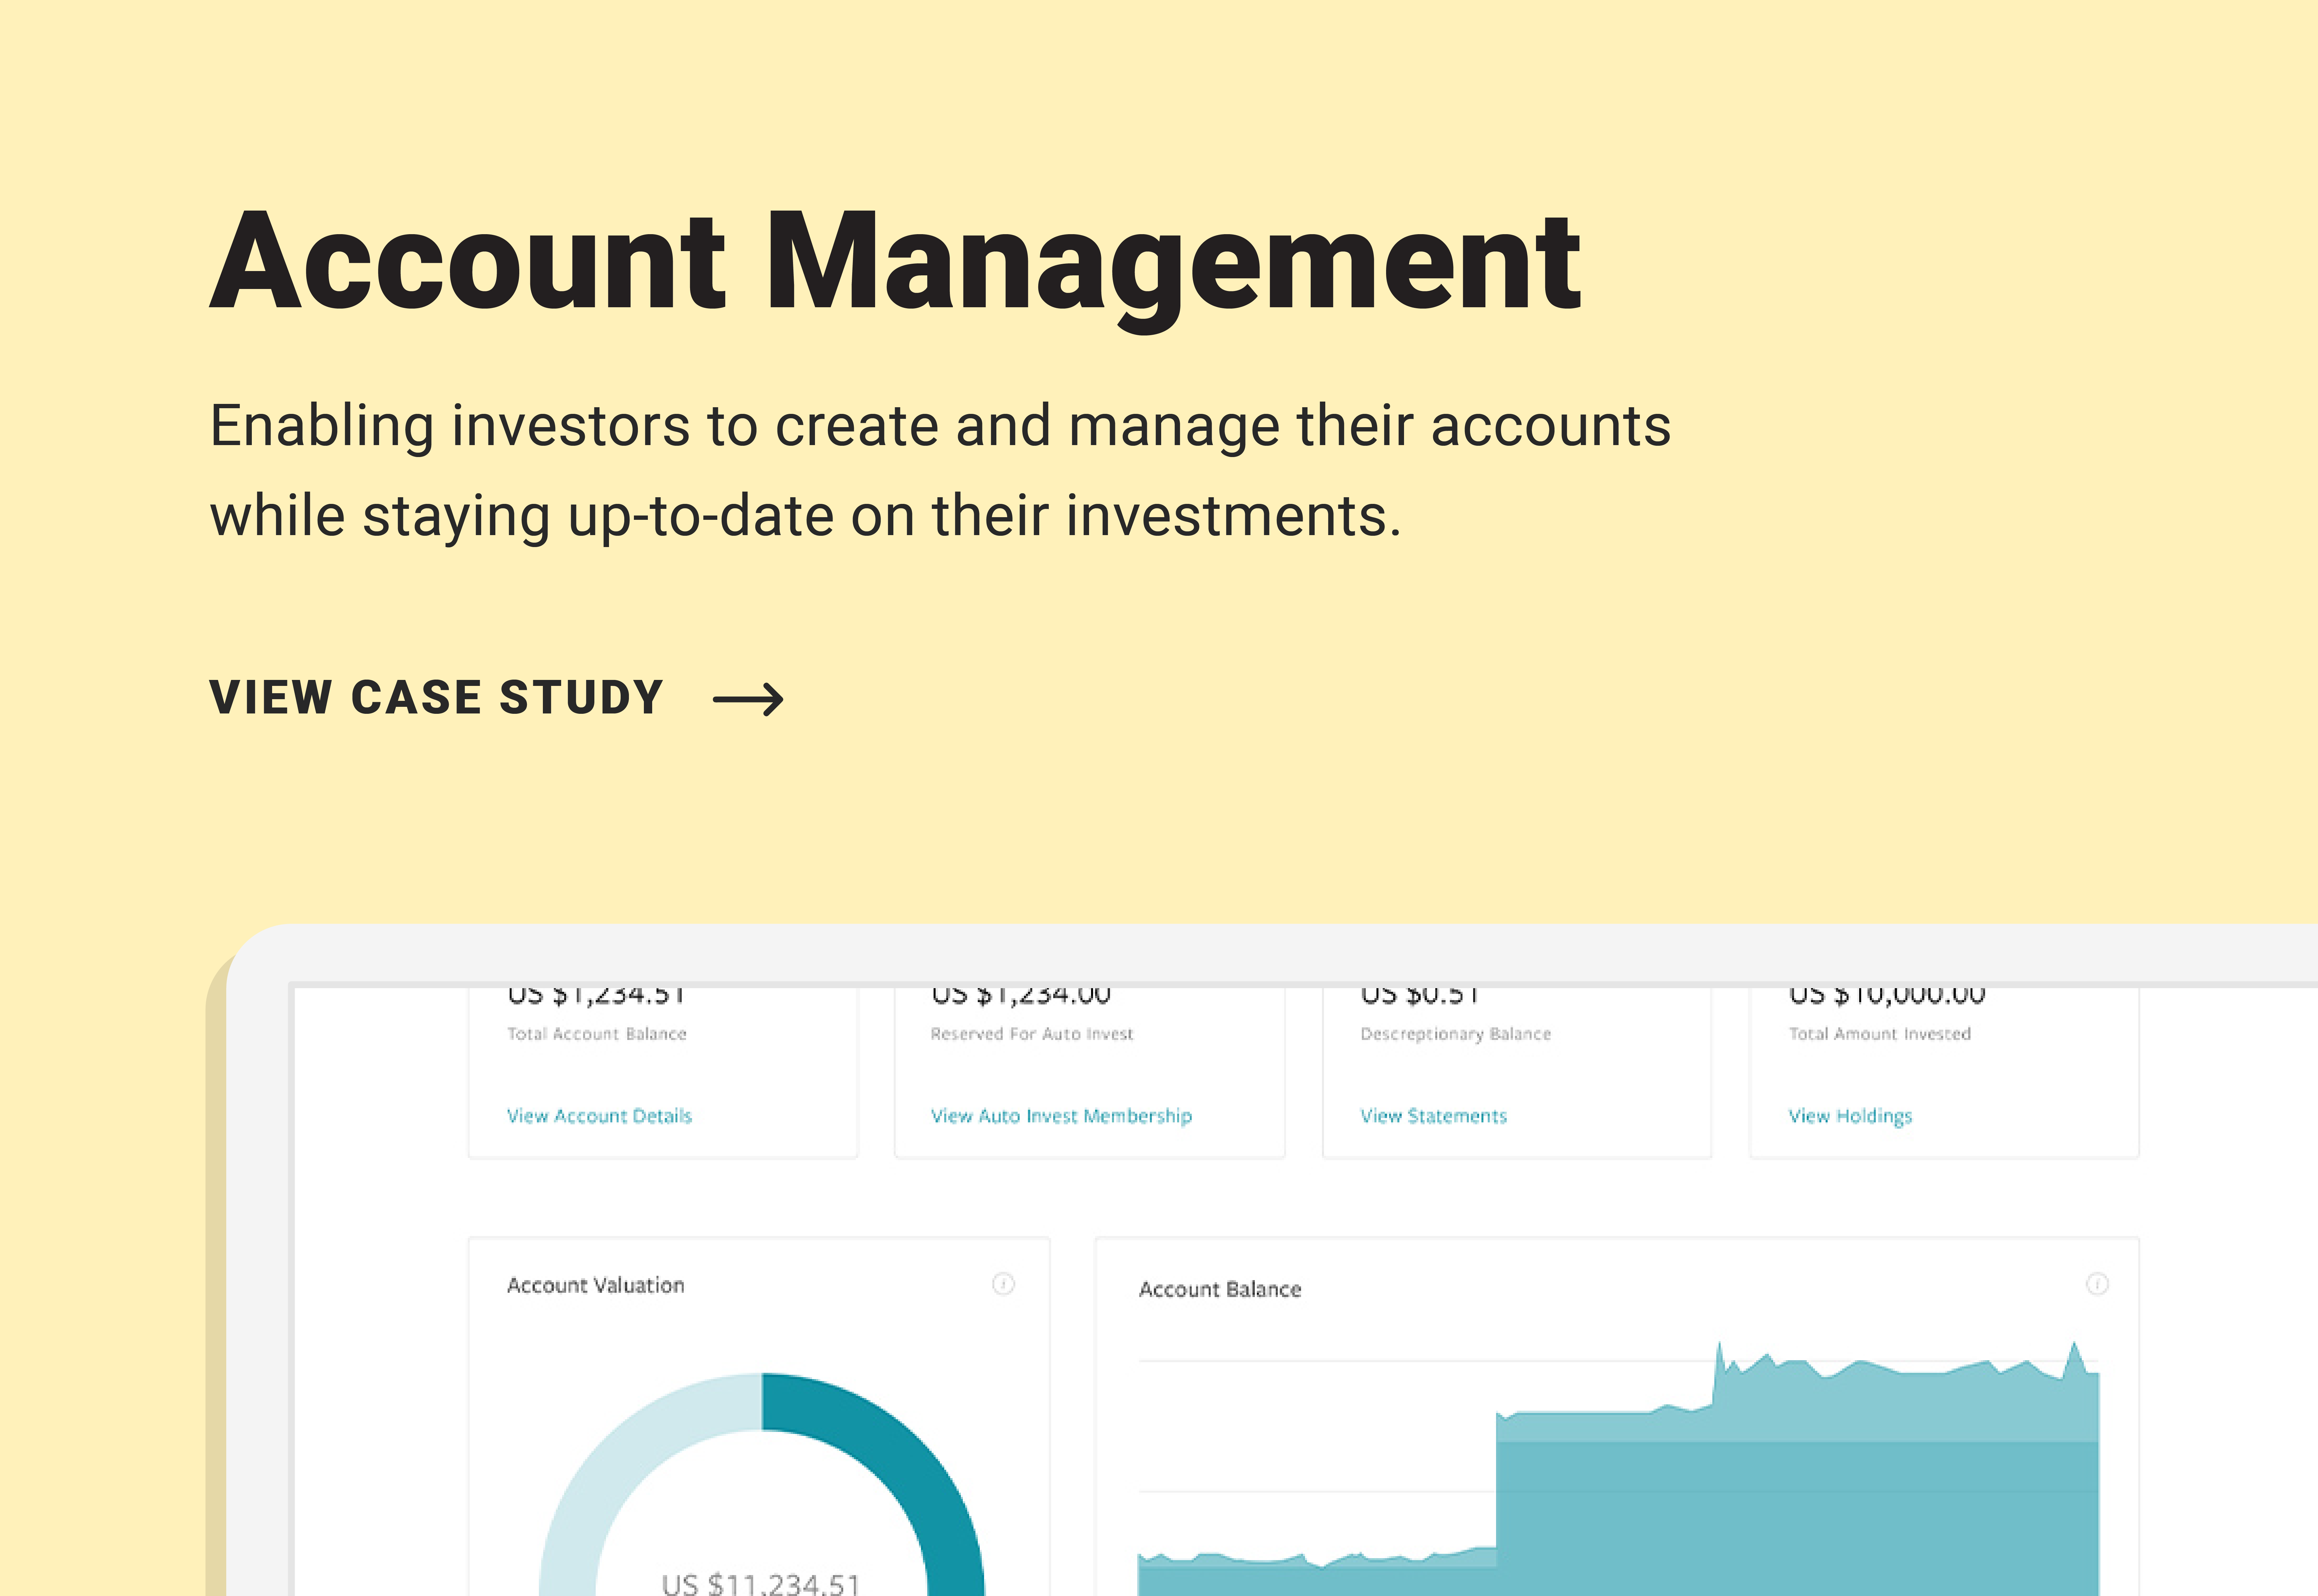 Account Management
Enabling investors to create and manage their accounts
while staying up-to-date on their investments.
VIEW CASE STUDY
US $1,234.51
US $1,234.00
US $0.51
US $10,000.00
Total Account Balance
Reserved For Auto Invest
Descreptionary Balance
Total Amount Invested
View Account Details
View Auto Invest Membership
View Statements
View Holdings
Account Valuation
Account Balance
US $11,234.51